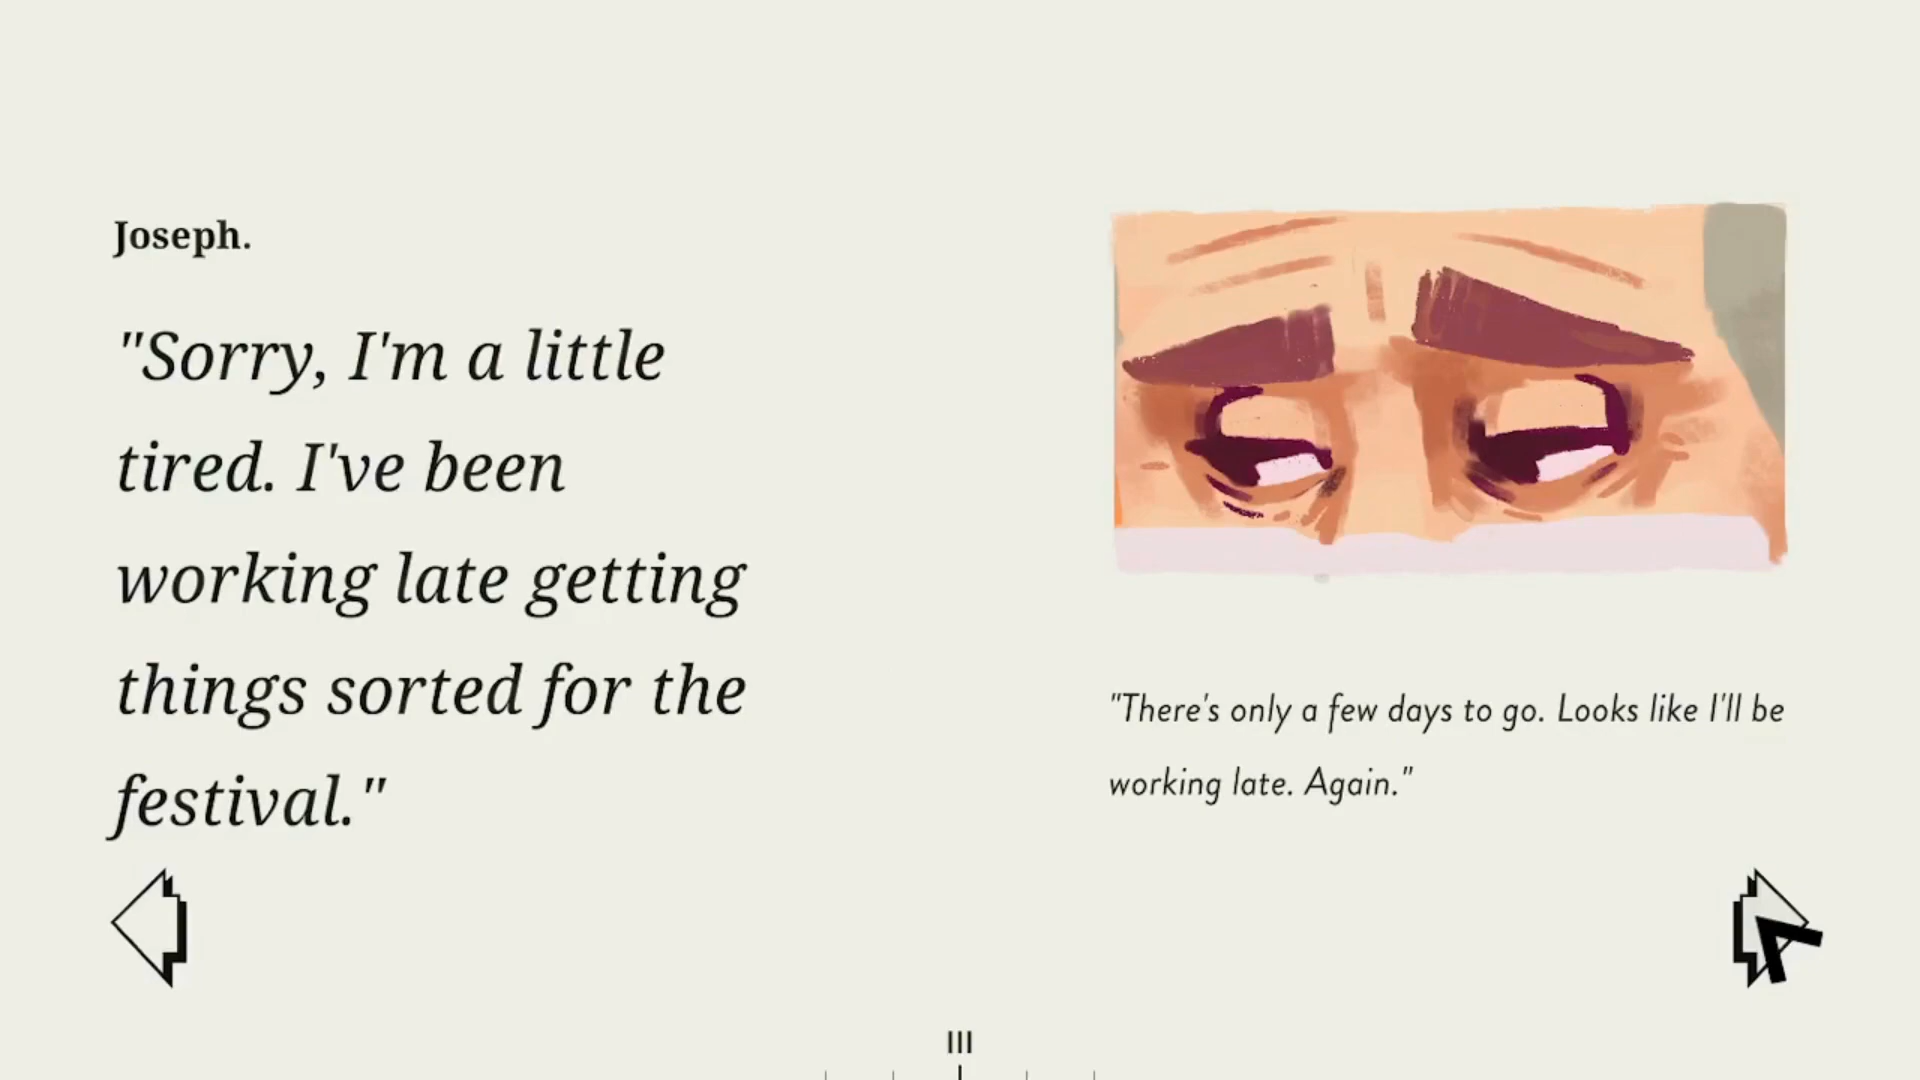 Joseph.
"Sorry, I'm a little
tired. I've been
working late getting
things sorted for the
festival."
"There's only a few days to go. Looks like I'll be
working late. Again."
III